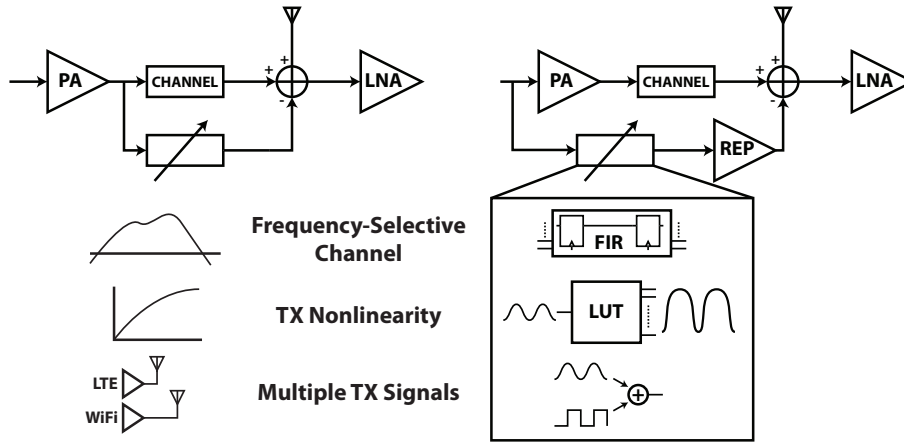 PA
CHANNEL
+
+
-
LNA
PA
CHANNEL
+
+
-
LNA
REP
Frequency-Selective
Channel
FIR
TX Nonlinearity
LUT
LTE
WiFi
Multiple TX Signals
+